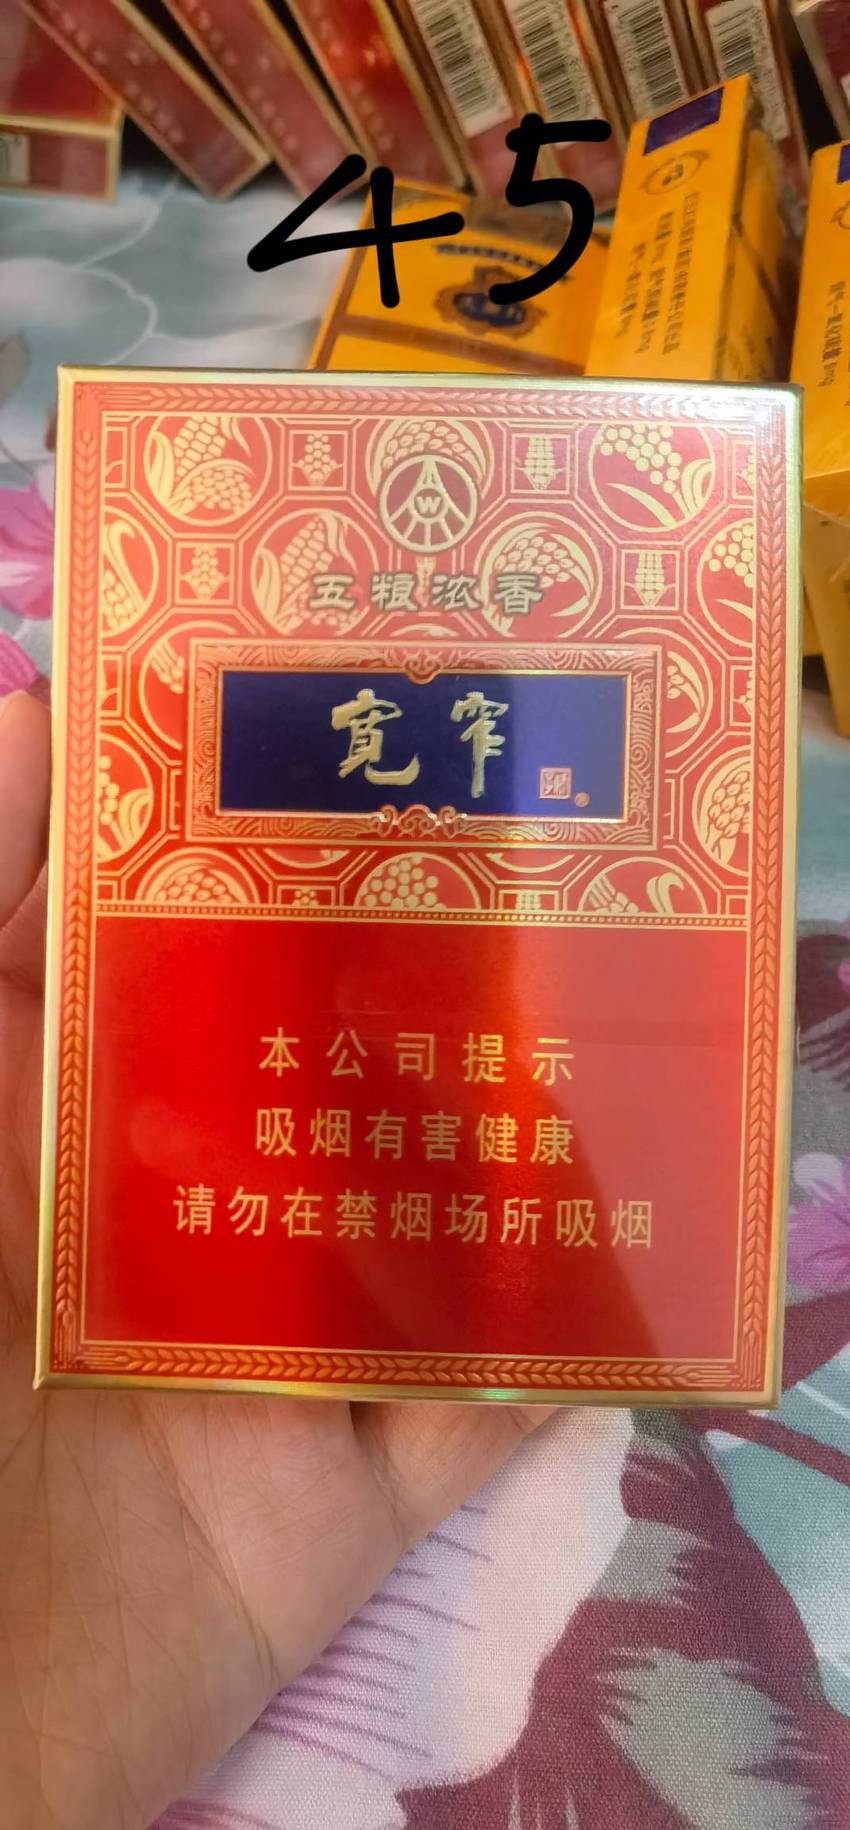 45
W
五粮浓香
宽窄
本公司提示
吸烟有害健康
请勿在禁烟场所吸烟